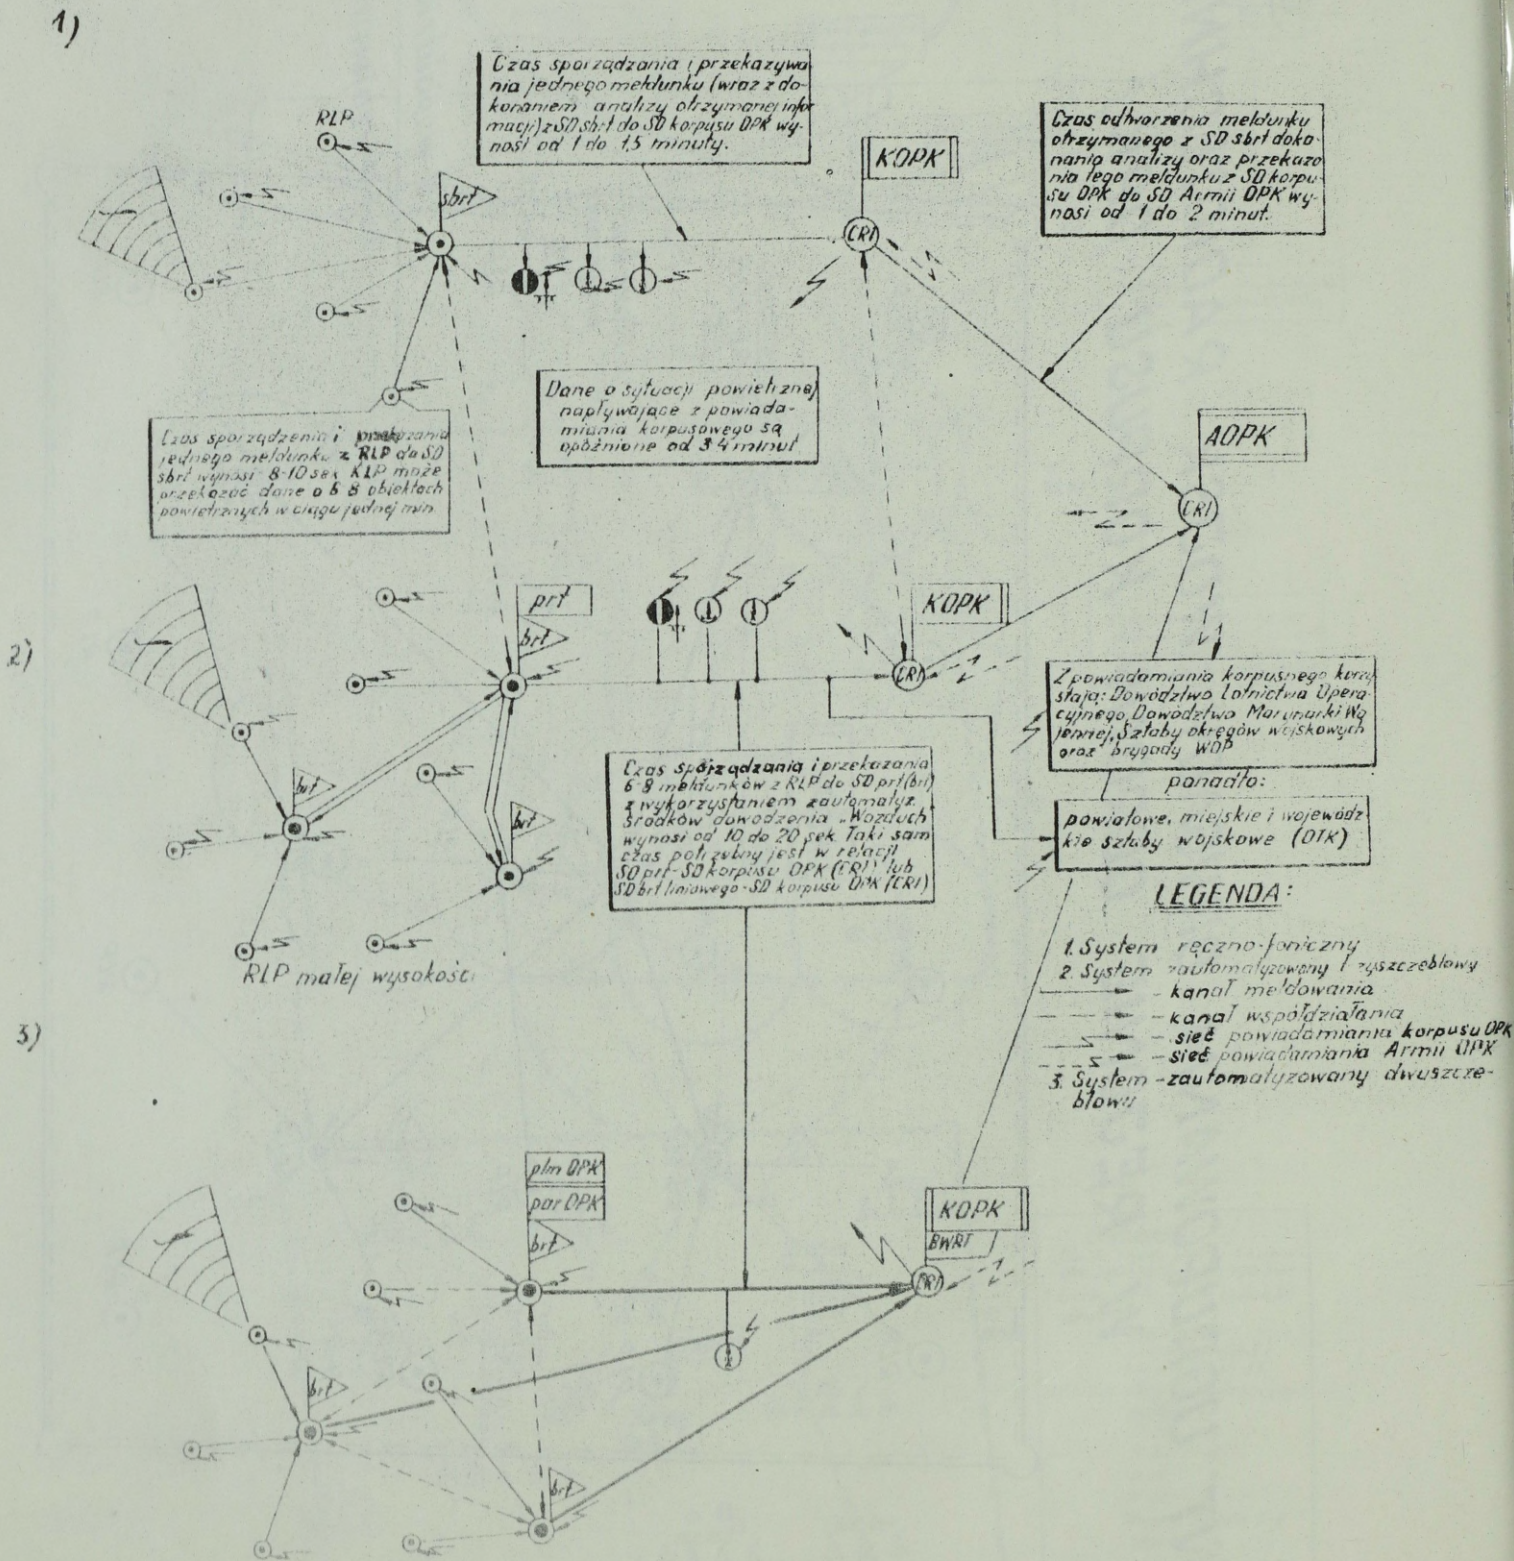 1)
Czas sporządzania i przekazywa
nia jednego meldunku (wraz z do-
konaniem analizy otrzymanej infor
macji) z SD sbrt do SD korpusu OPK wy-
nosi od 1 do 1,5 minuty.
RLP
sbrt
KOPK
CRI
Czas odtworzenia meldunku
otrzymanego z SD sbrt doko-
nania analizy oraz przekaza
nia tego meldunku z SD korpu-
su OPK do SD Armii OPK wy-
nosi od 1 do 2 minut.
Dane o sytuacji powietrznej
napływające z powiada-
miania korpusowego są
opóźnione od 3 4 minut
Czas sporządzenia i przekazania
jednego meldunku z RLP do SD
sbrt wynosi 8-10 sek RLP może
przekazać dane o 6 8 obiektach
powietrznych w ciągu jednej min
AOPK
CRI
2)
prt
brt
KOPK
CRI
brt
brt
RLP małej wysokości
Czas sporządzania i przekazania
6-8 meldunków z RLP do SD prt (brt)
z wykorzystaniem zautomatyz.
środków dowodzenia „Wozduch
wynosi od 10 do 20 sek Taki sam
czas potrzebny jest w relacji
SD prt-SD korpusu OPK (CRI) lub
SD brt liniowego-SD korpusu OPK (CRI)
Z powiadamiania korpusnego korzy
stają: Dowództwo Lotnictwa Opera-
cyjnego, Dowództwo Marynarki Wo
jennej, Sztaby okręgów wojskowych
oraz brygady WOP
ponadto:
powiatowe, miejskie i wojewódz
kie sztaby wojskowe (OTK)
LEGENDA:
1. System ręczno-foniczny
2. System zautomatyzowany trzyszczeblowy
- kanał meldowania
- kanał współdziałania
- sieć powiadamiania korpusu OPK
- sieć powiadamiania Armii OPK
3. System - zautomatyzowany dwuszcze-
blowy
3)
plm OPK
par OPK
brt
KOPK
BWRT
CRI
brt
brt